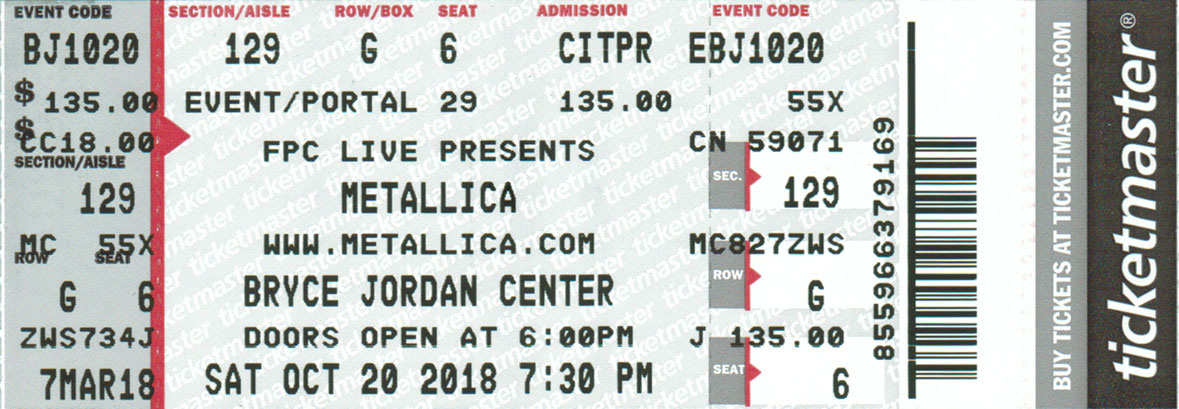 EVENT CODE SECTION/AISLE ROW/BOX SEAT ADMISSION EVENT CODE
BJ1020 129 G 6 CITPR EBJ1020
$ 135.00 EVENT/PORTAL 29 135.00 55X
$ CC18.00 FPC LIVE PRESENTS CN 59071
SECTION/AISLE SEC.
129 METALLICA 129
MC 55X WWW.METALLICA.COM MC827ZWS
ROW SEAT ROW
G 6 BRYCE JORDAN CENTER G
ZWS734J DOORS OPEN AT 6:00PM J 135.00
7MAR18 SAT OCT 20 2018 7:30 PM SEAT 6
8559666379169
BUY TICKETS AT TICKETMASTER.COM
ticketmaster®